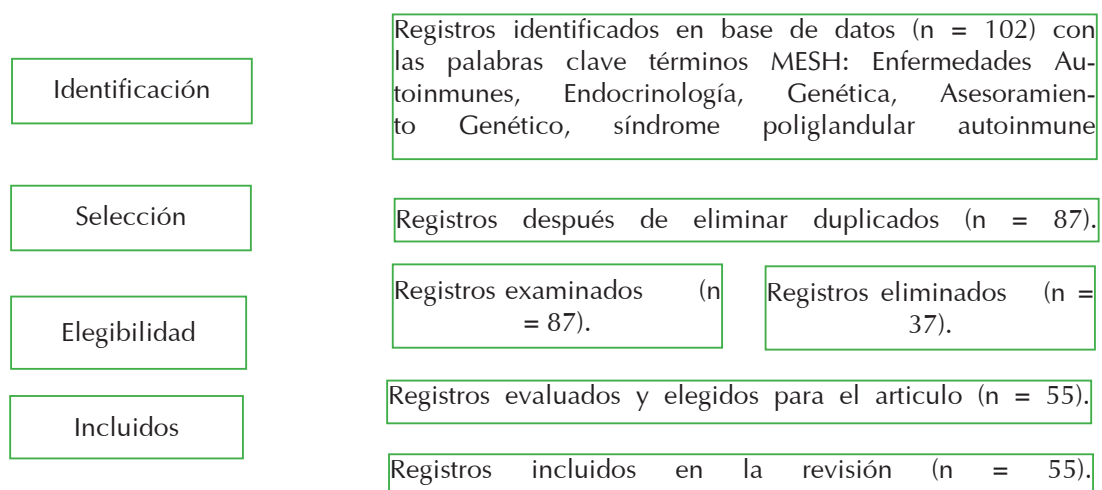 Identificación
Registros identificados en base de datos (n = 102) con
las palabras clave términos MESH: Enfermedades Au-
toinmunes, Endocrinología, Genética, Asesoramien-
to Genético, síndrome poliglandular autoinmune
Selección
Registros después de eliminar duplicados (n = 87).
Elegibilidad
Registros examinados (n
= 87).
Registros eliminados (n =
37).
Registros evaluados y elegidos para el articulo (n = 55).
Incluidos
Registros incluidos en la revisión (n = 55).